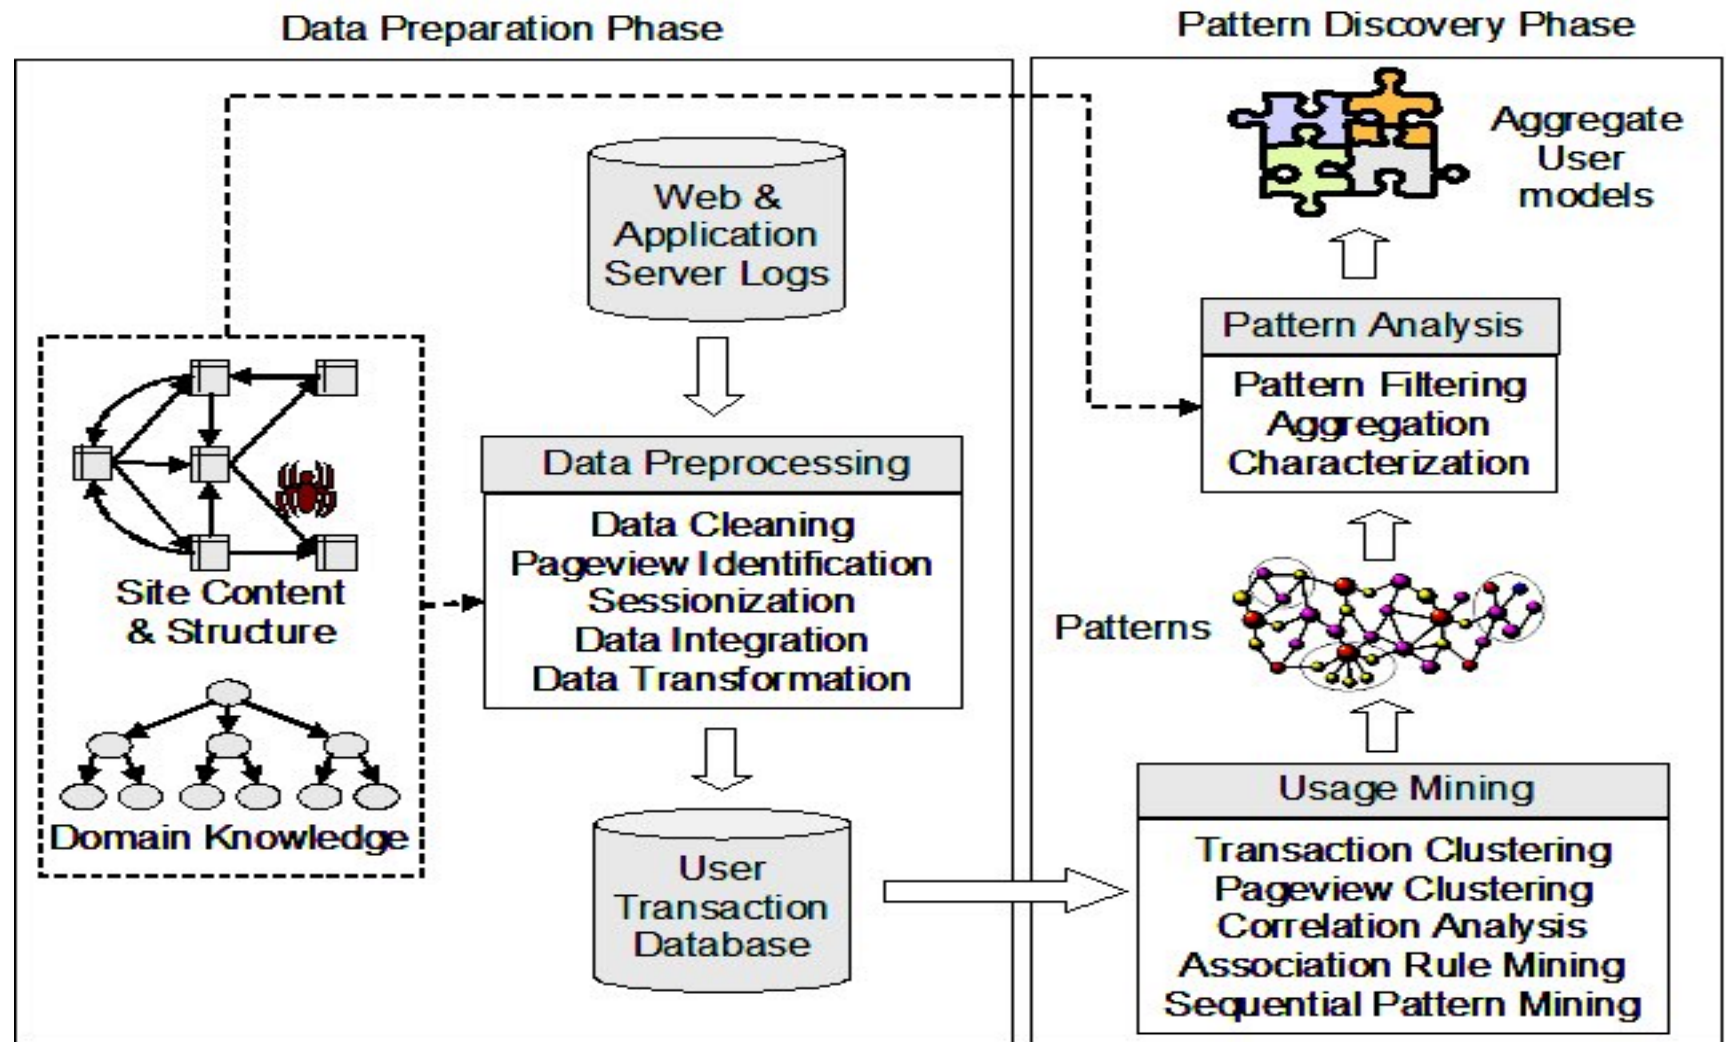 Data Preparation Phase
Pattern Discovery Phase
Web &
Application
Server Logs
Site Content
& Structure
Domain Knowledge
Data Preprocessing
Data Cleaning
Pageview Identification
Sessionization
Data Integration
Data Transformation
User
Transaction
Database
Aggregate
User
models
Pattern Analysis
Pattern Filtering
Aggregation
Characterization
Patterns
Usage Mining
Transaction Clustering
Pageview Clustering
Correlation Analysis
Association Rule Mining
Sequential Pattern Mining